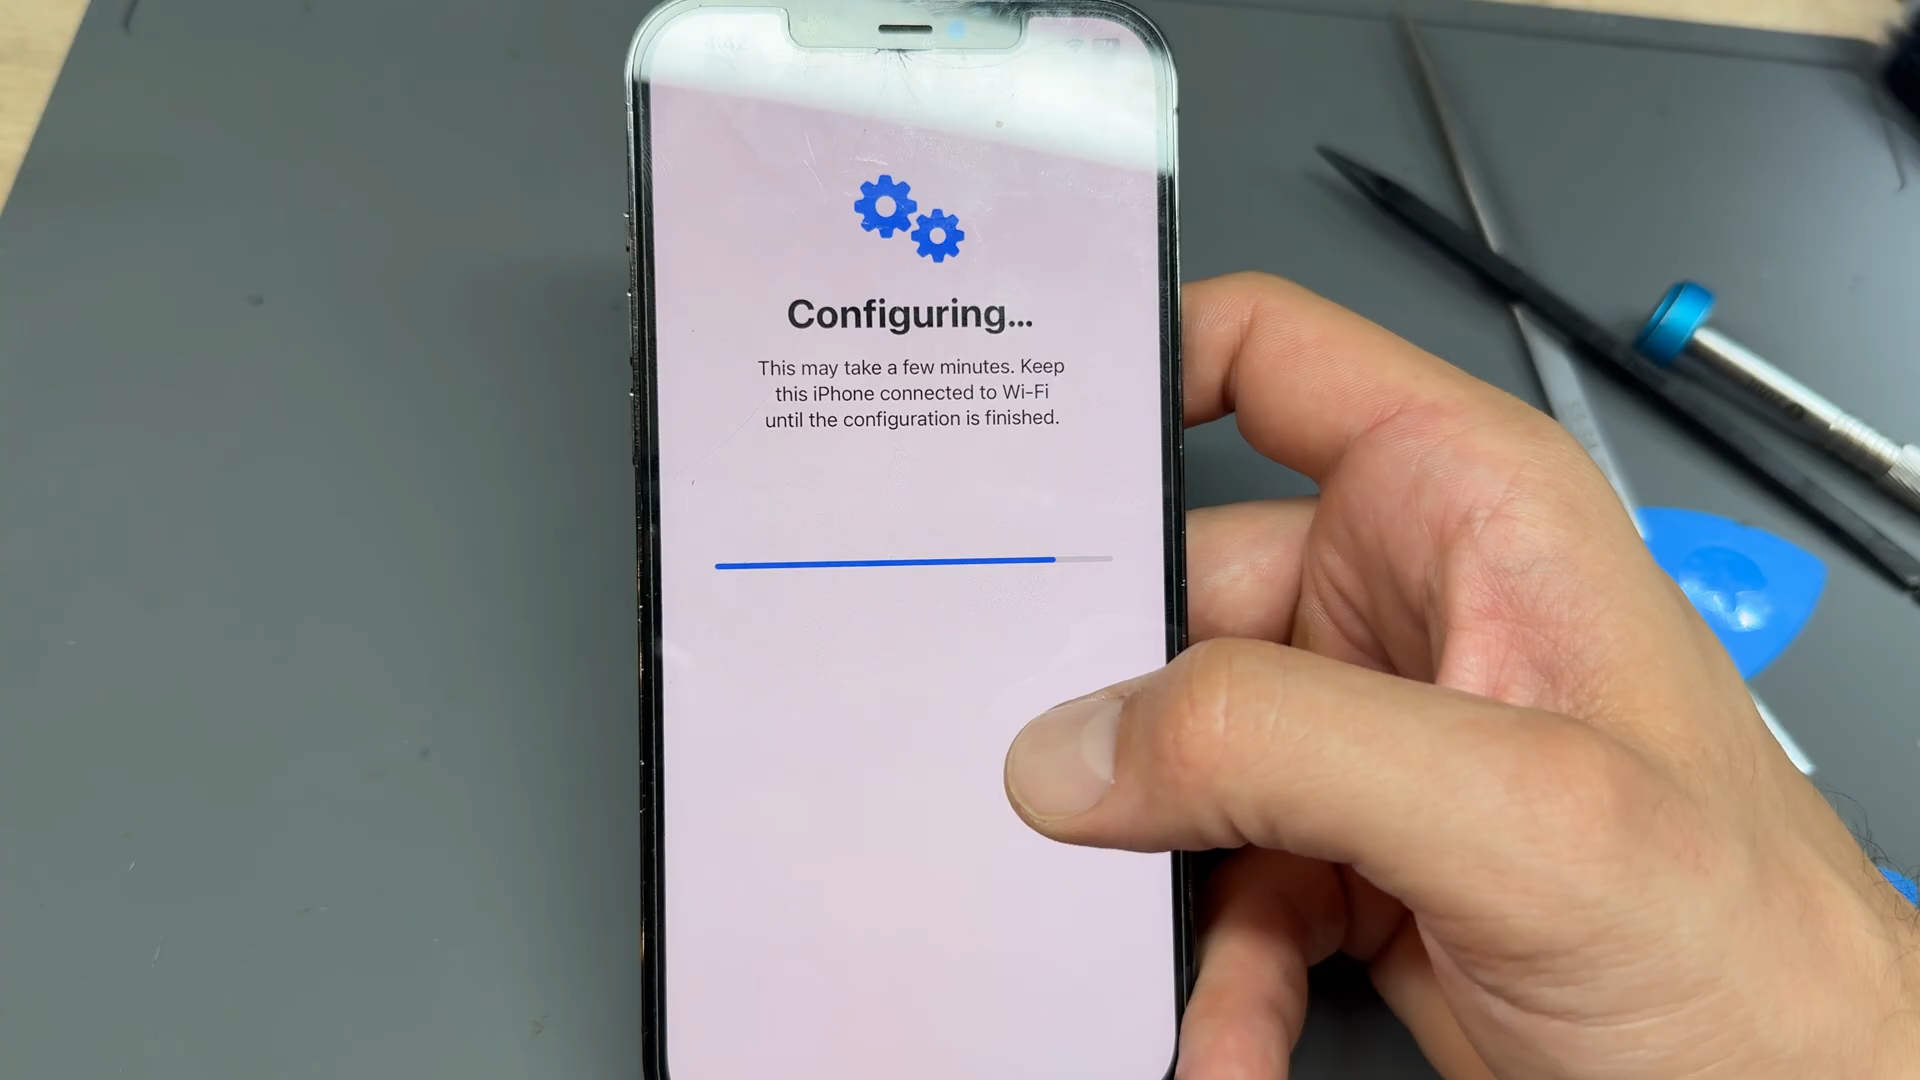 Configuring...
This may take a few minutes. Keep
this iPhone connected to Wi-Fi
until the configuration is finished.